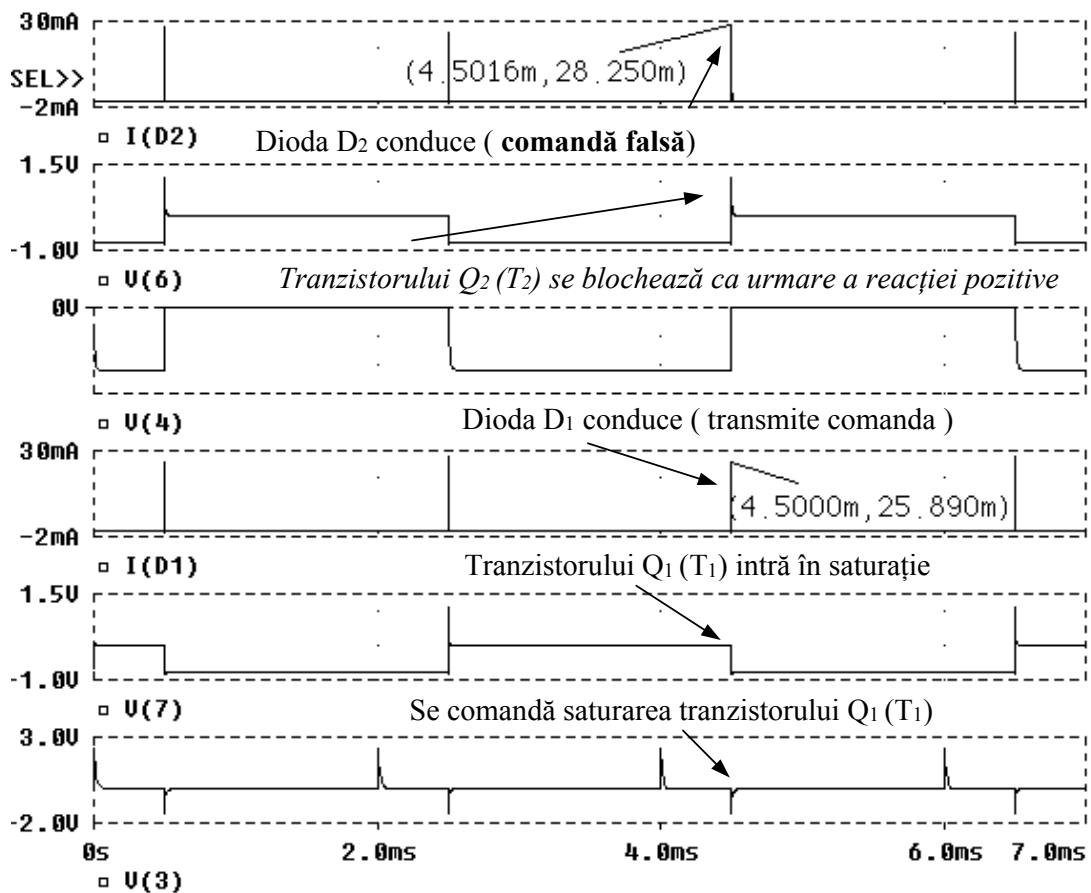 30mA
(4.5016m,28.250m)
SEL>>
-2mA
I(D2) Dioda D2 conduce ( comandă falsă)
1.5V
-1.0V
V(6) Tranzistorului Q2 (T2) se blochează ca urmare a reacției pozitive
0V
V(4) Dioda D1 conduce ( transmite comanda )
30mA
(4.5000m,25.890m)
-2mA
I(D1) Tranzistorului Q1 (T1) intră în saturație
1.5V
-1.0V
V(7) Se comandă saturarea tranzistorului Q1 (T1)
3.0V
-2.0V
0s 2.0ms 4.0ms 6.0ms 7.0ms
V(3)